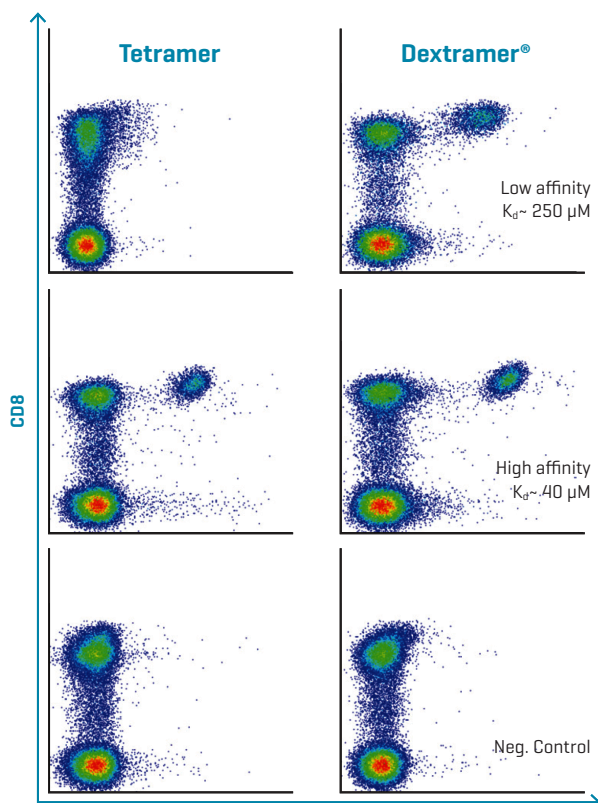 Tetramer
Dextramer®
Low affinity
Kd~ 250 µM
CD8
High affinity
Kd~ 40 µM
Neg. Control